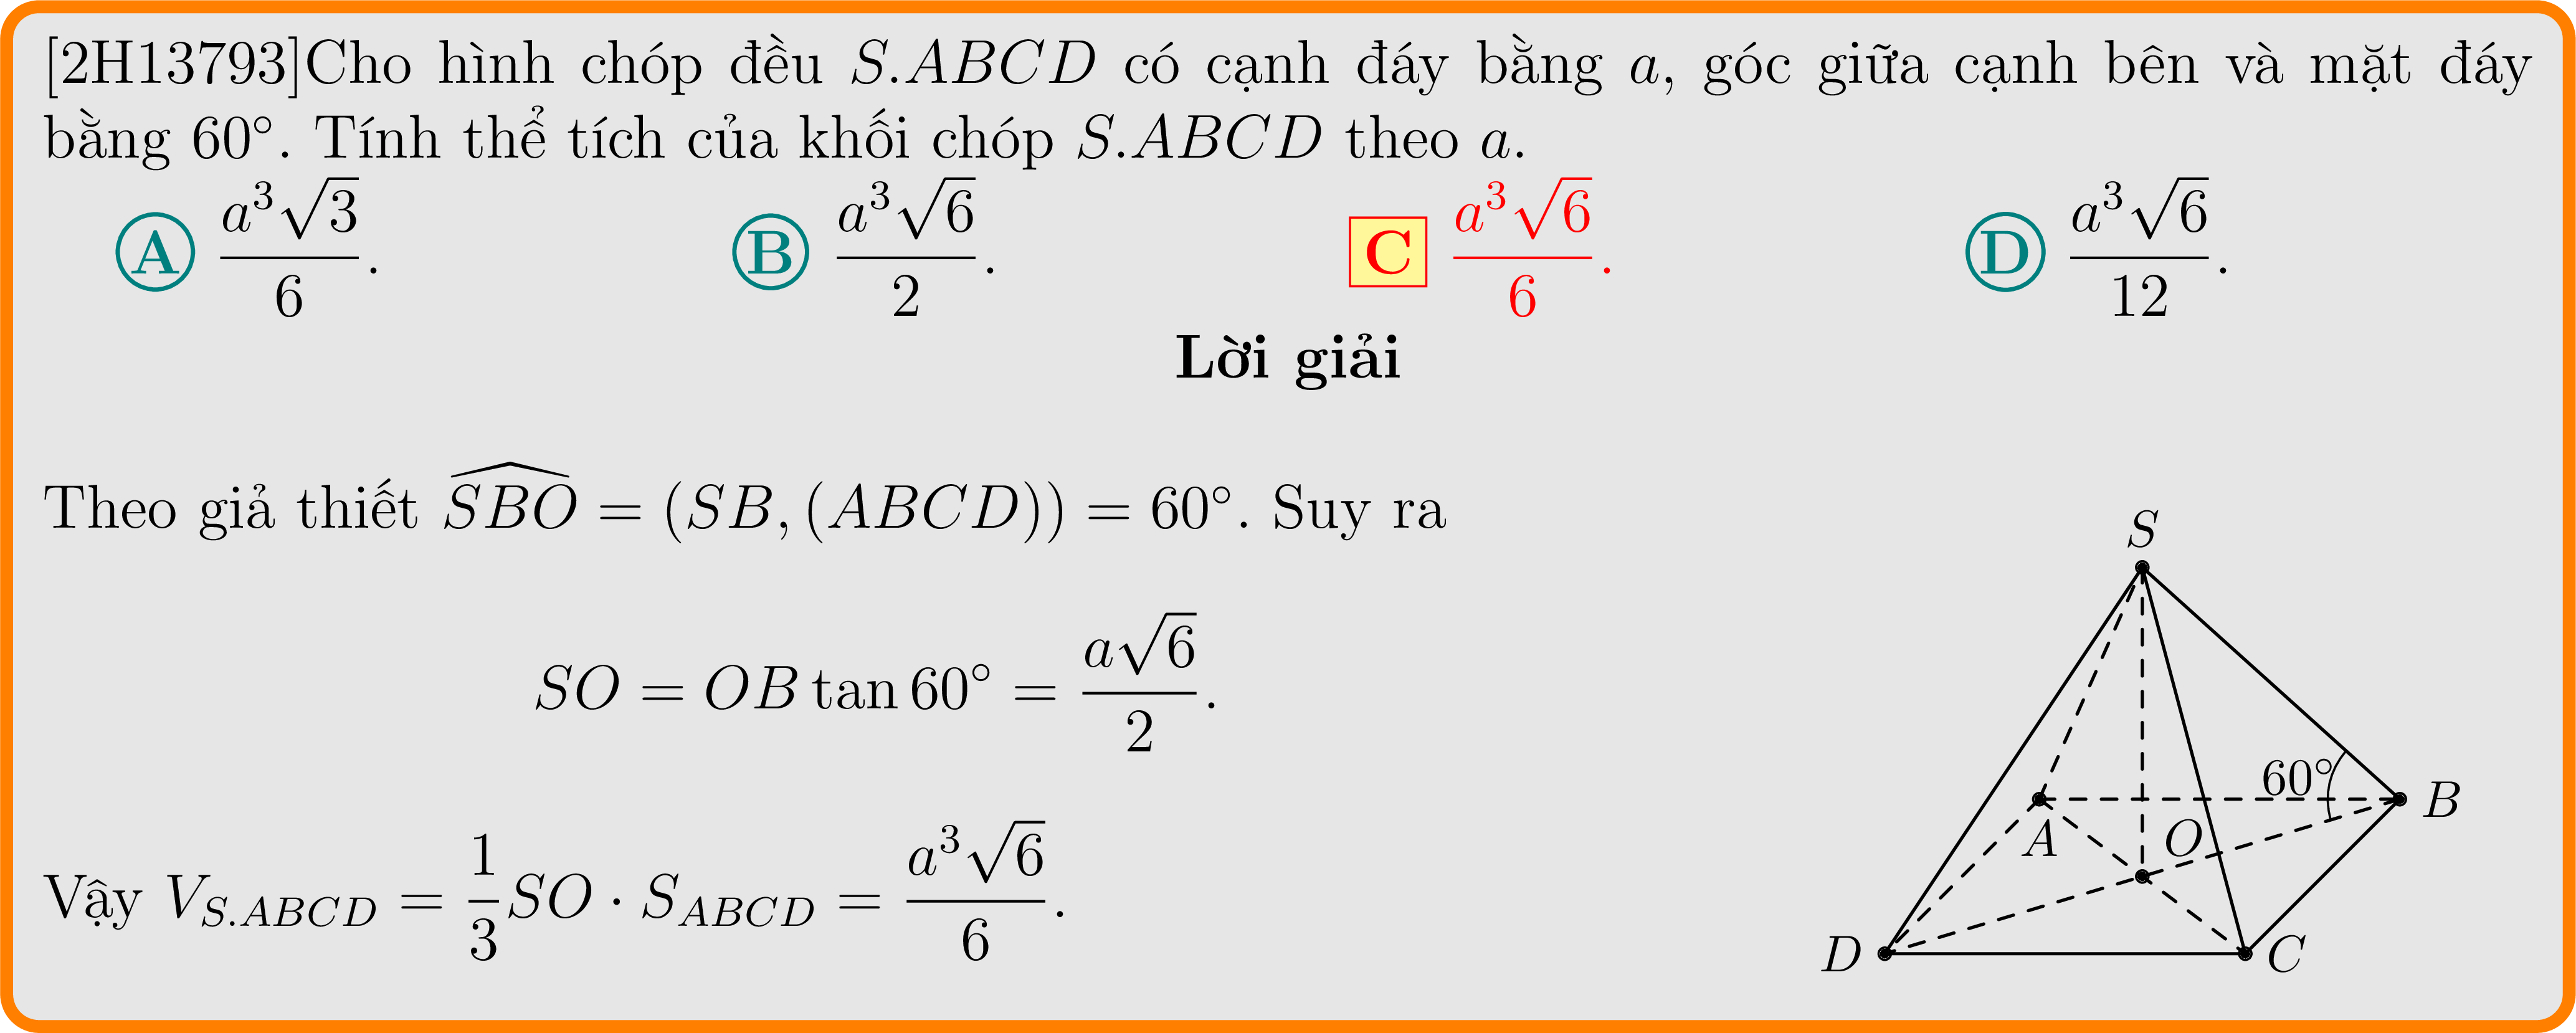 [2H13793]Cho hình chóp đều S.ABCD có cạnh đáy bằng a, góc giữa cạnh bên và mặt đáy
bằng 60°. Tính thể tích của khối chóp S.ABCD theo a.
A $\frac{a^3\sqrt{3}}{6}$. B $\frac{a^3\sqrt{6}}{2}$. C $\frac{a^3\sqrt{6}}{6}$. D $\frac{a^3\sqrt{6}}{12}$.
Lời giải
Theo giả thiết $\widehat{SBO}$ = (SB, (ABCD)) = 60°. Suy ra
$SO = OB \tan 60° = \frac{a\sqrt{6}}{2}$.
Vậy $V_{S.ABCD} = \frac{1}{3}SO \cdot S_{ABCD} = \frac{a^3\sqrt{6}}{6}$.
S
60°
B
A
O
D
C